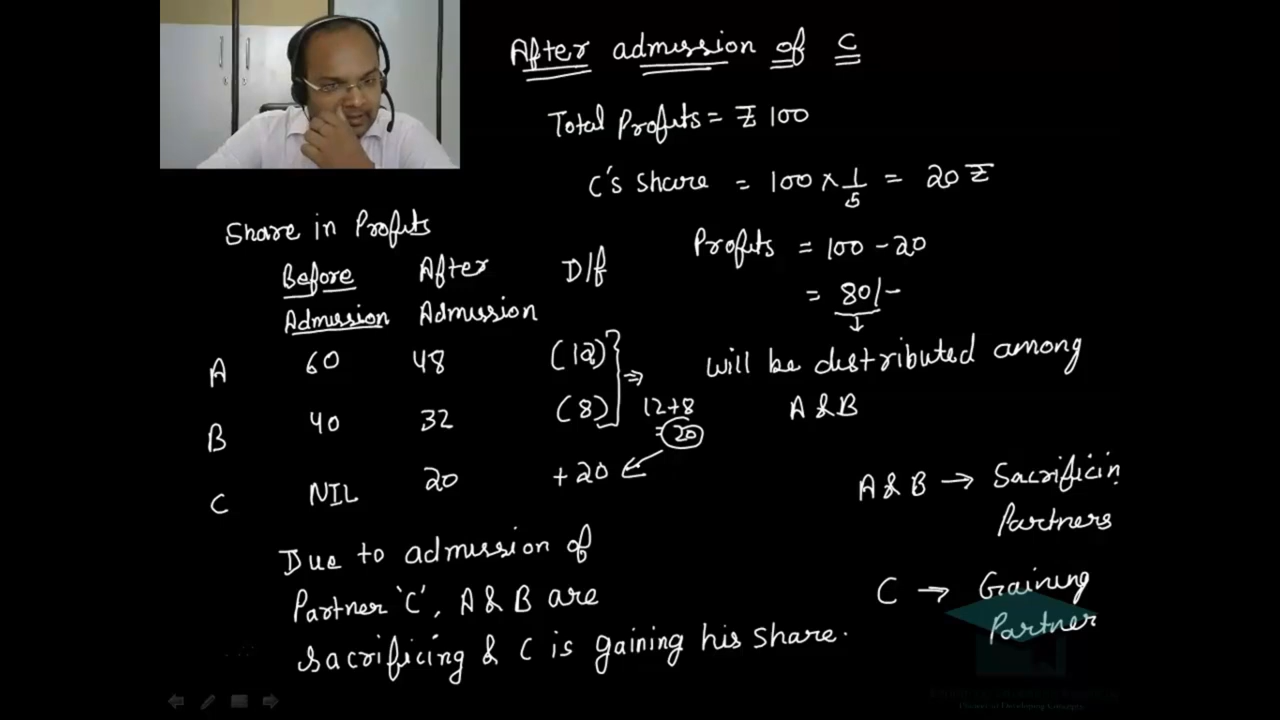 After admission of C
Total Profits = ₹ 100
C's Share = 100 × 1/5 = 20 ₹
Share in Profits
Before Admission
After Admission
D/f
Profits = 100 - 20
= 80/-
A 60 48 (12)
B 40 32 (8)
12+8
= 20
C NIL 20 +20
will be distributed among
A & B
A & B → Sacrificin
Partners
C → Gaining
Partner
Due to admission of
Partner 'C', A & B are
sacrificing & C is gaining his share.